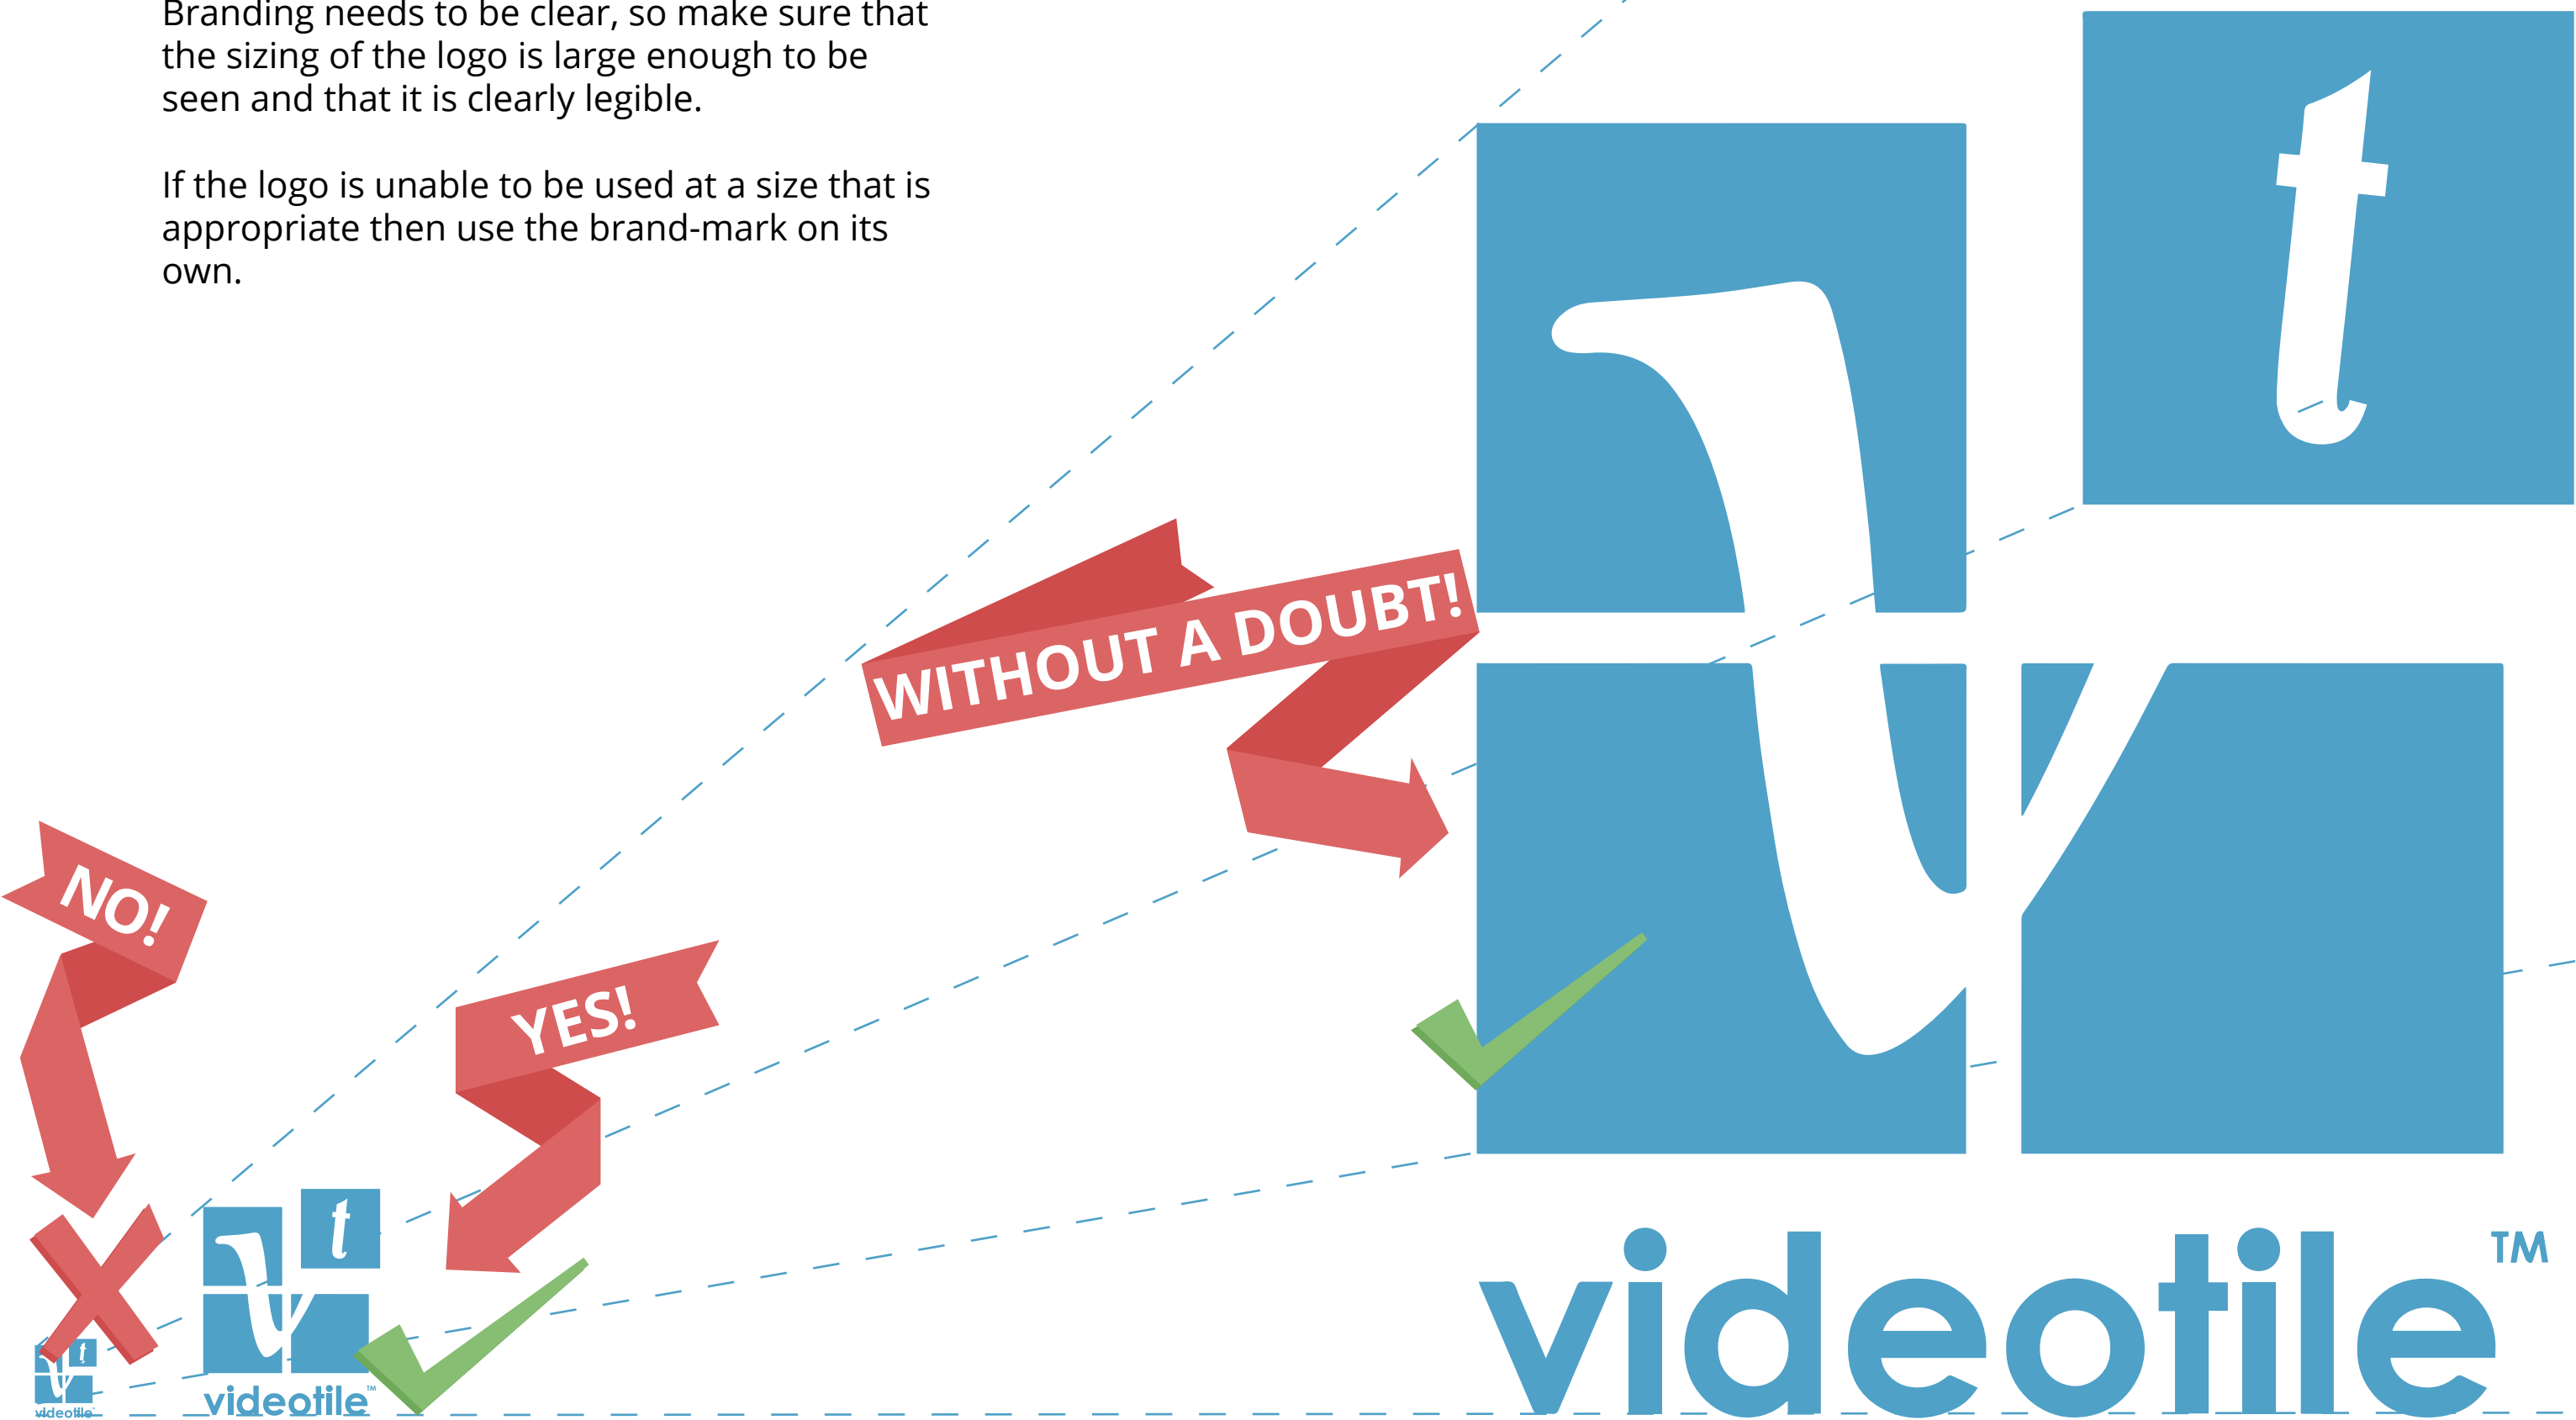 Branding needs to be clear, so make sure that
the sizing of the logo is large enough to be
seen and that it is clearly legible.
If the logo is unable to be used at a size that is
appropriate then use the brand-mark on its
own.
t
WITHOUT A DOUBT!
v
NO!
YES!
t
v
t
v
videotile
videotile™
videotile™